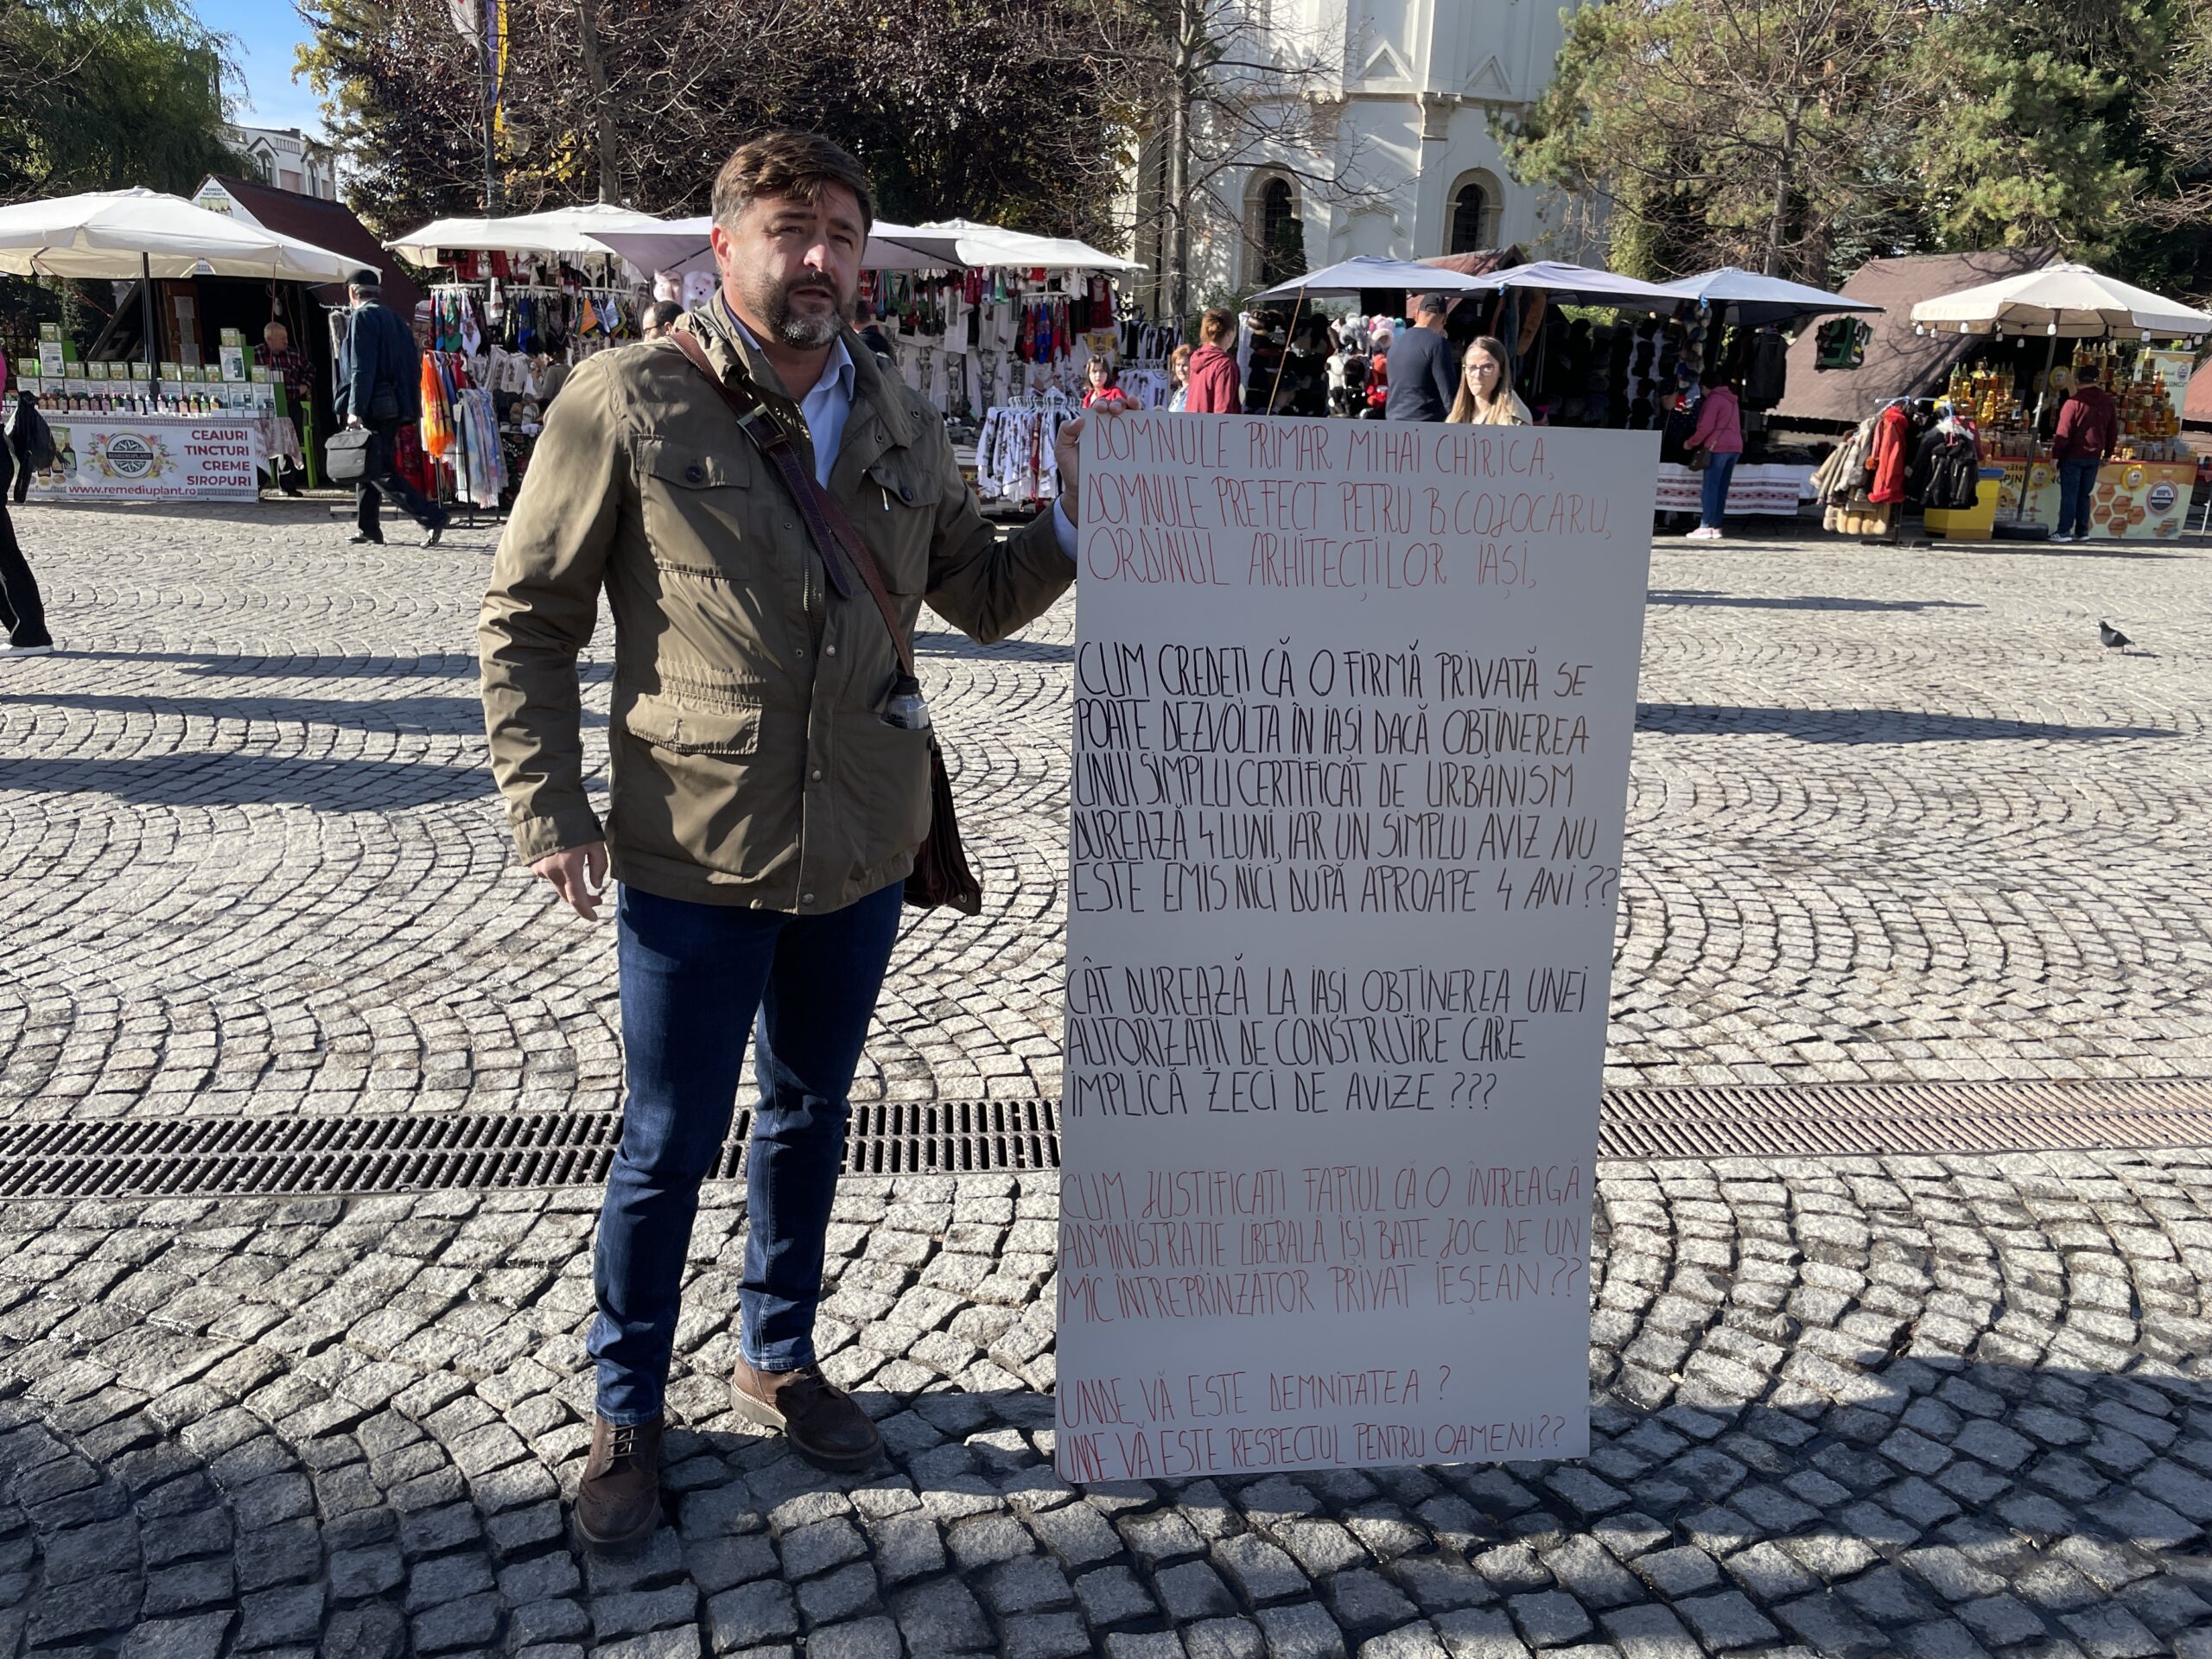 DOMNULE PRIMAR MIHAI CHIRICA,
DOMNULE PREFECT PETRU B. COJOCARU,
ORDINUL ARHITECȚILOR IAȘI,
CUM CREDEȚI CĂ O FIRMĂ PRIVATĂ SE
POATE DEZVOLTA ÎN IAȘI DACĂ OBȚINEREA
UNUI SIMPLU CERTIFICAT DE URBANISM
DUREAZĂ 4 LUNI, IAR UN SIMPLU AVIZ NU
ESTE EMIS NICI DUPĂ APROAPE 4 ANI ??
CÂT DUREAZĂ LA IAȘI OBȚINEREA UNEI
AUTORIZAȚII DE CONSTRUIRE CARE
IMPLICĂ ZECI DE AVIZE ???
CUM JUSTIFICAȚI FAPTUL CĂ O ÎNTREAGĂ
ADMINISTRAȚIE LIBERALĂ ÎȘI BATE JOC DE UN
MIC ÎNTREPRINZĂTOR PRIVAT IEȘEAN ??
UNDE VĂ ESTE DEMNITATEA ?
UNDE VĂ ESTE RESPECTUL PENTRU OAMENI ??
CEAIURI
TINCTURI
CREME
SIROPURI
REMEDIUPLANT
www.remediuplant.ro
100%